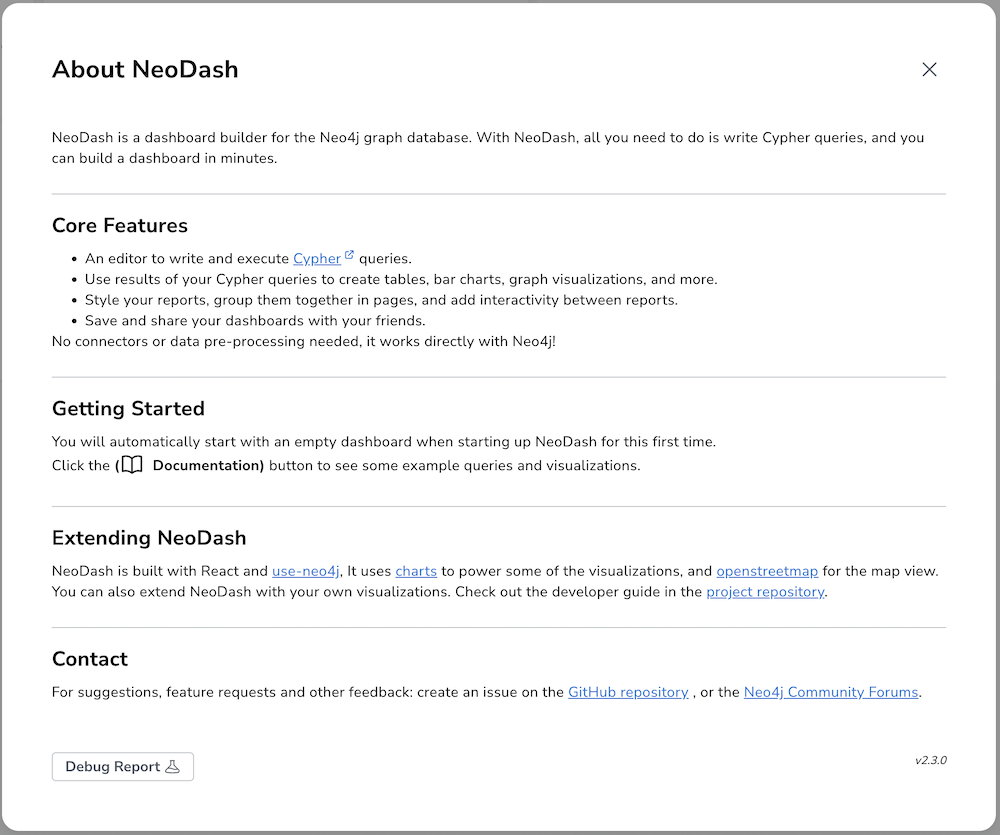 About NeoDash
NeoDash is a dashboard builder for the Neo4j graph database. With NeoDash, all you need to do is write Cypher queries, and you
can build a dashboard in minutes.
Core Features
• An editor to write and execute Cypher queries.
• Use results of your Cypher queries to create tables, bar charts, graph visualizations, and more.
• Style your reports, group them together in pages, and add interactivity between reports.
• Save and share your dashboards with your friends.
No connectors or data pre-processing needed, it works directly with Neo4j!
Getting Started
You will automatically start with an empty dashboard when starting up NeoDash for this first time.
Click the ( Documentation) button to see some example queries and visualizations.
Extending NeoDash
NeoDash is built with React and use-neo4j, It uses charts to power some of the visualizations, and openstreetmap for the map view.
You can also extend NeoDash with your own visualizations. Check out the developer guide in the project repository.
Contact
For suggestions, feature requests and other feedback: create an issue on the GitHub repository , or the Neo4j Community Forums.
Debug Report
v2.3.0